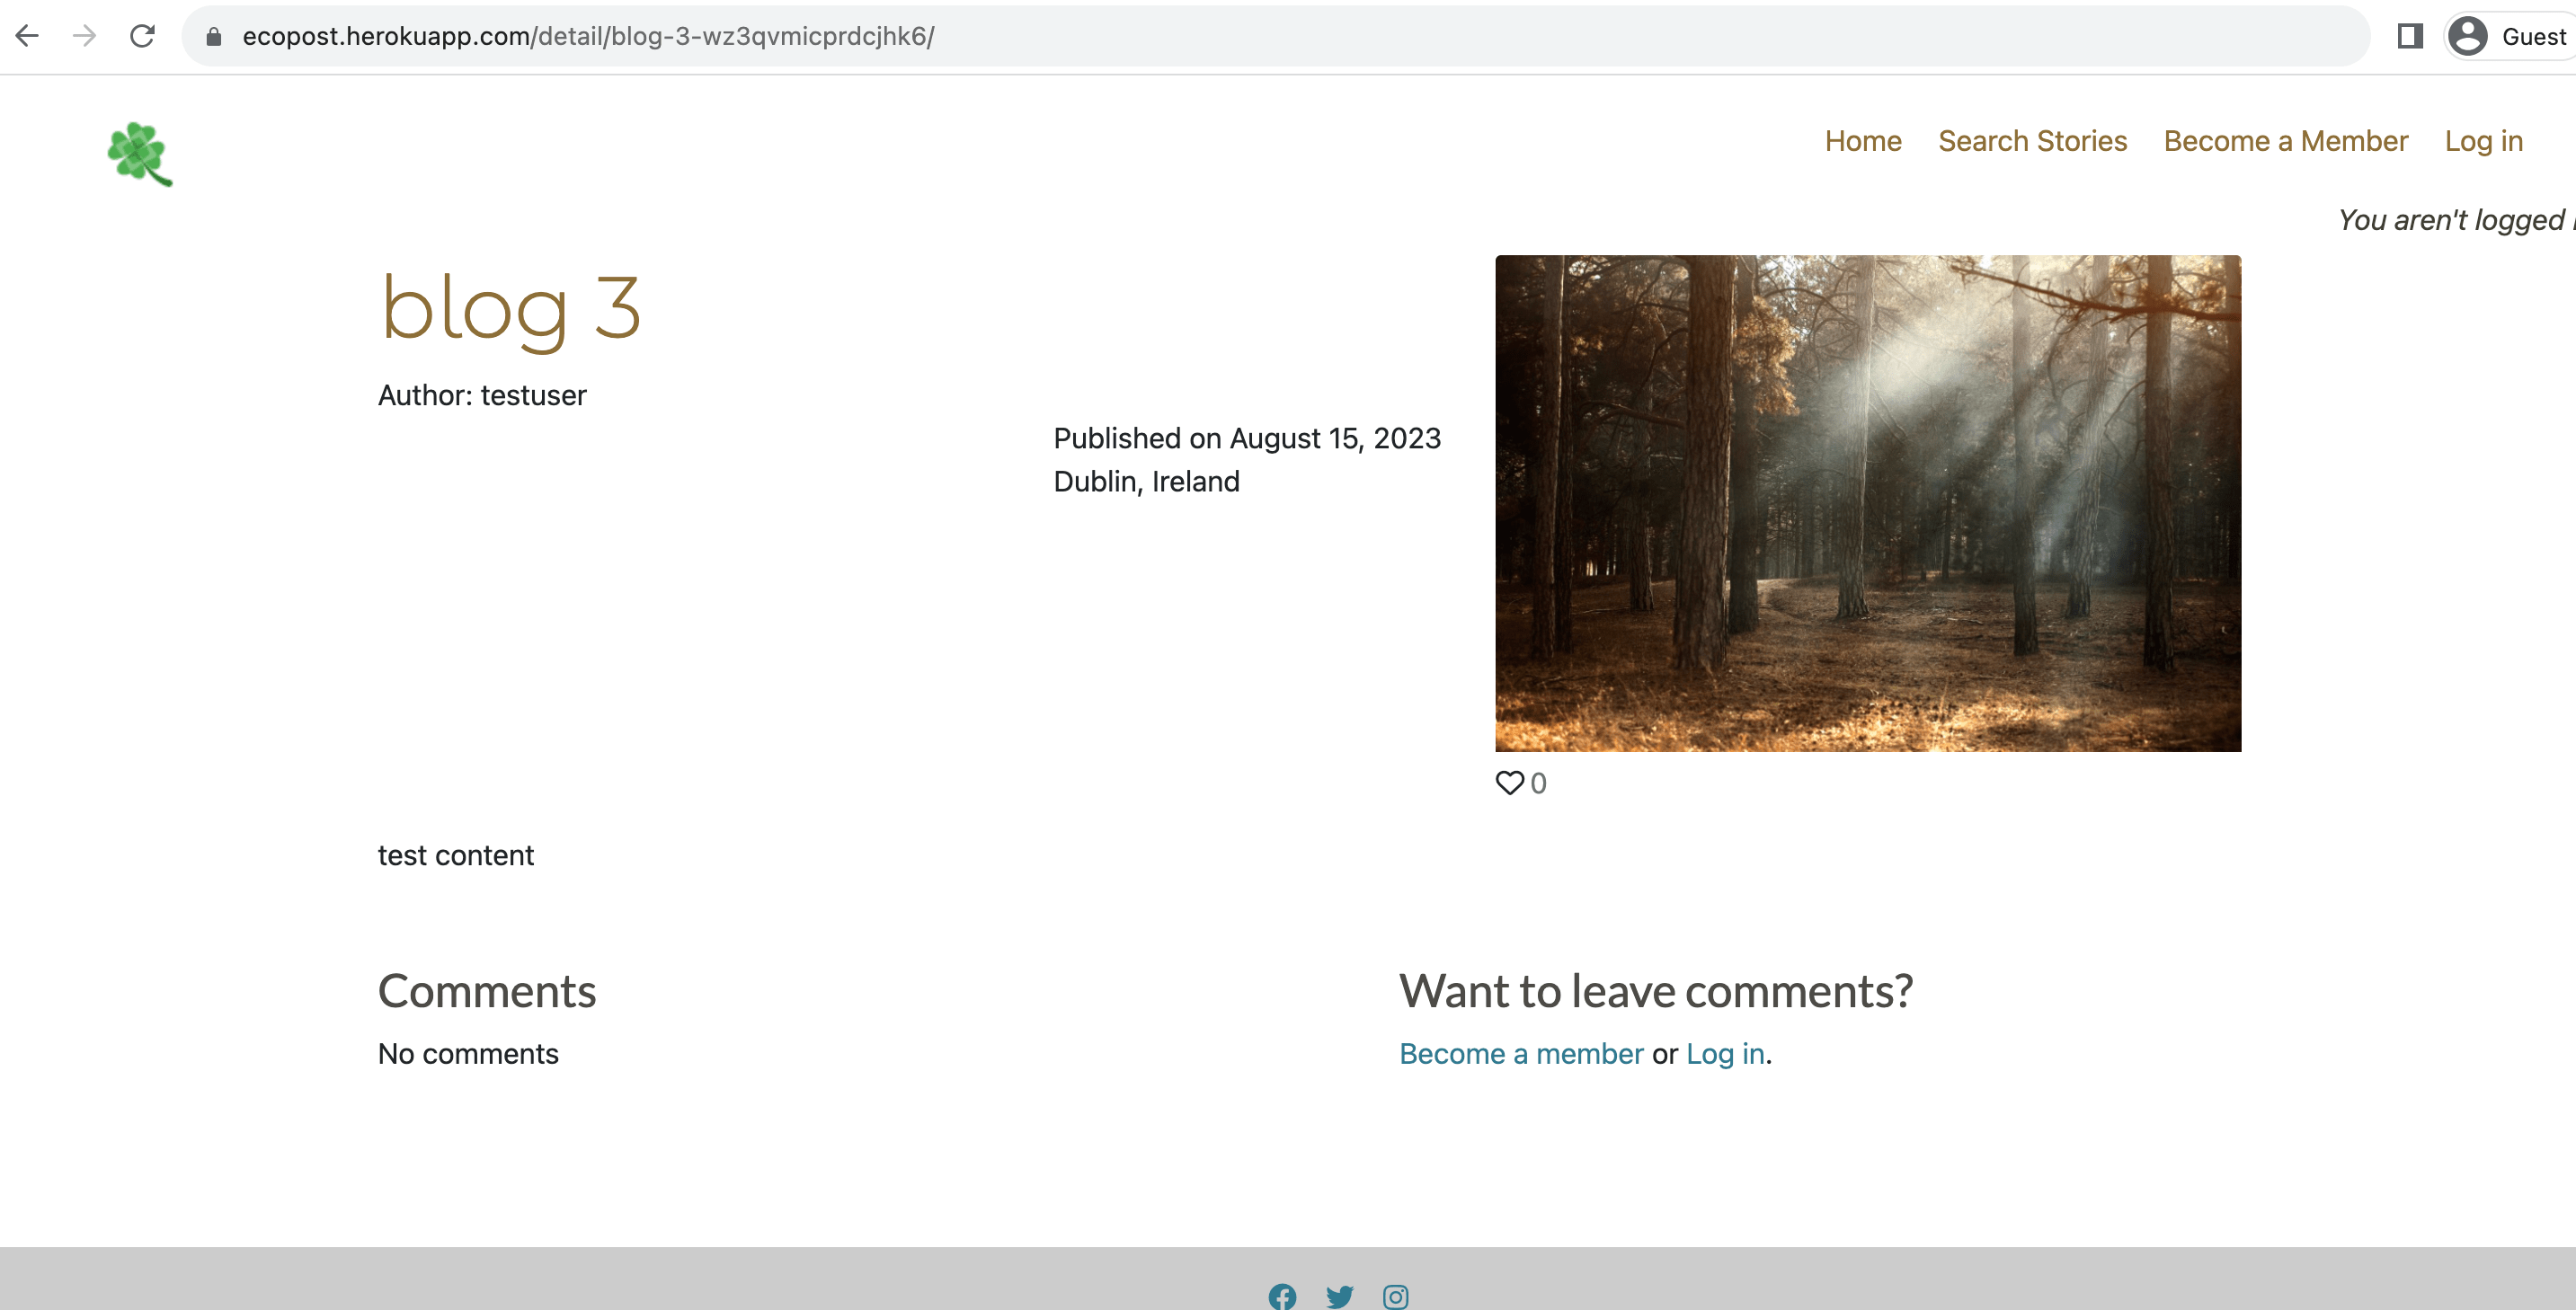 ecopost.herokuapp.com/detail/blog-3-wz3qvmicprdcjhk6/
Guest
Home Search Stories Become a Member Log in
You aren't logged
blog 3
Author: testuser
Published on August 15, 2023
Dublin, Ireland
0
test content
Comments
No comments
Want to leave comments?
Become a member or Log in.